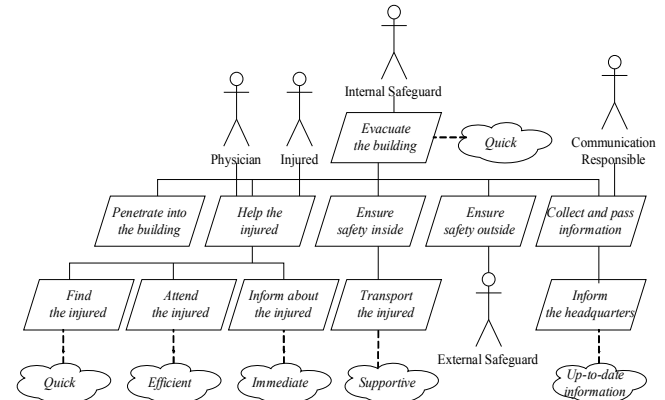 Internal Safeguard
Physician
Injured
Evacuate
the building
Quick
Communication
Responsible
Penetrate into
the building
Help the
injured
Ensure
safety inside
Ensure
safety outside
Collect and pass
information
Find
the injured
Attend
the injured
Inform about
the injured
Transport
the injured
External Safeguard
Inform
the headquarters
Quick
Efficient
Immediate
Supportive
Up-to-date
information